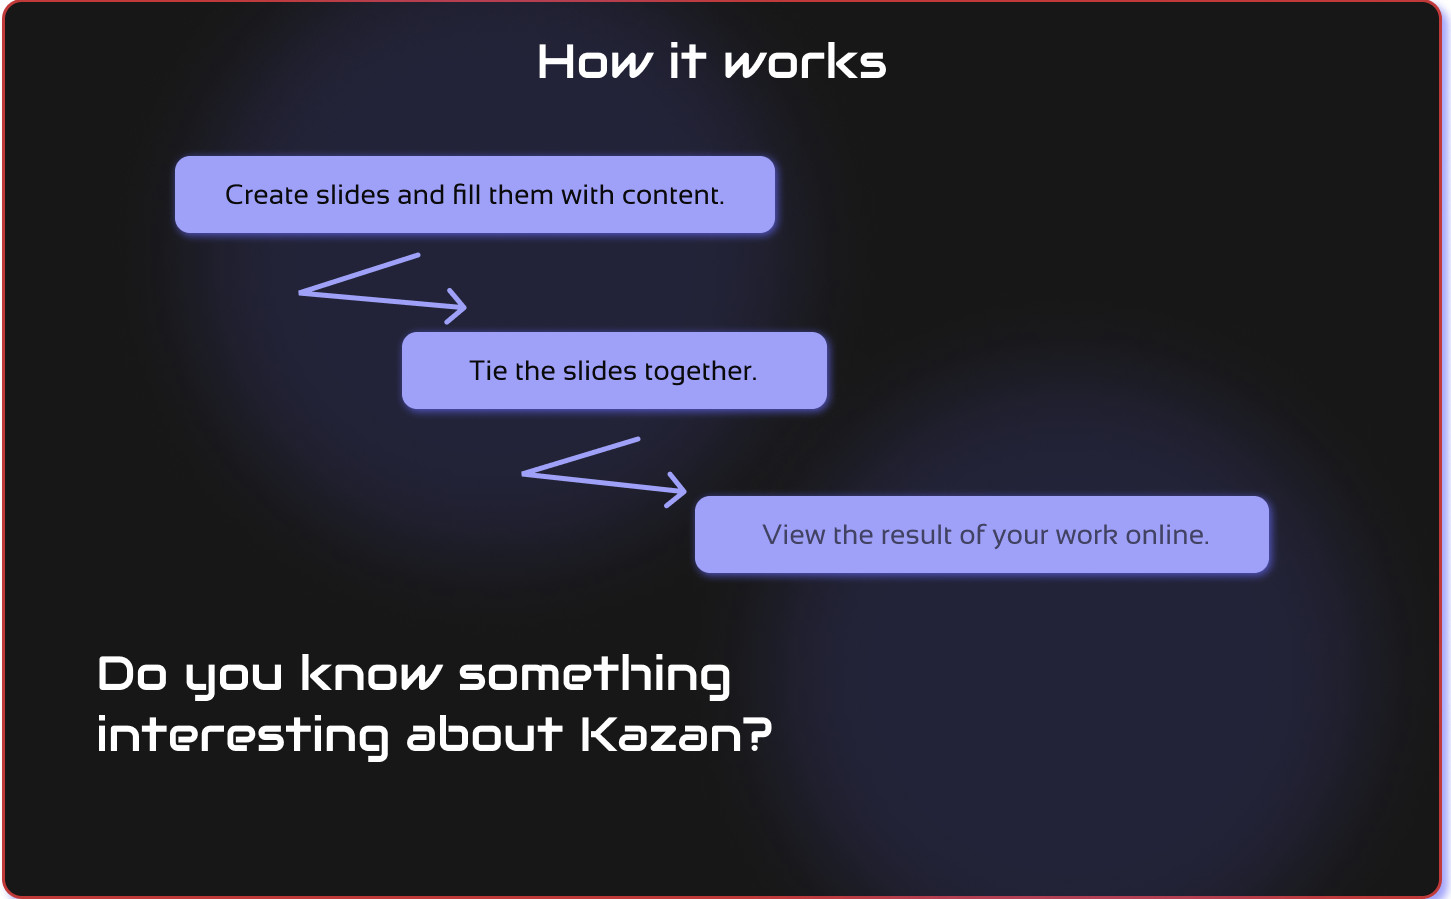 How it works
Create slides and fill them with content.
Tie the slides together.
View the result of your work online.
Do you know something
interesting about Kazan?